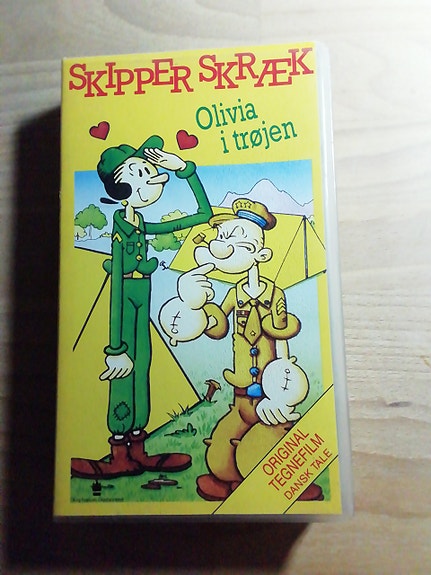 SKIPPER SKRÆK
Olivia
i trøjen
ORIGINAL
TEGNEFILM
DANSK TALE